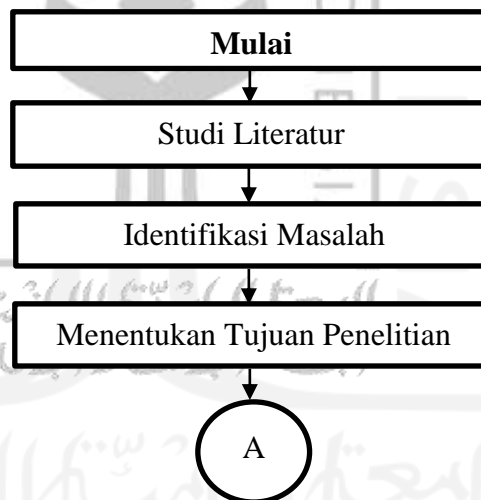 Mulai
Studi Literatur
Identifikasi Masalah
Menentukan Tujuan Penelitian
A